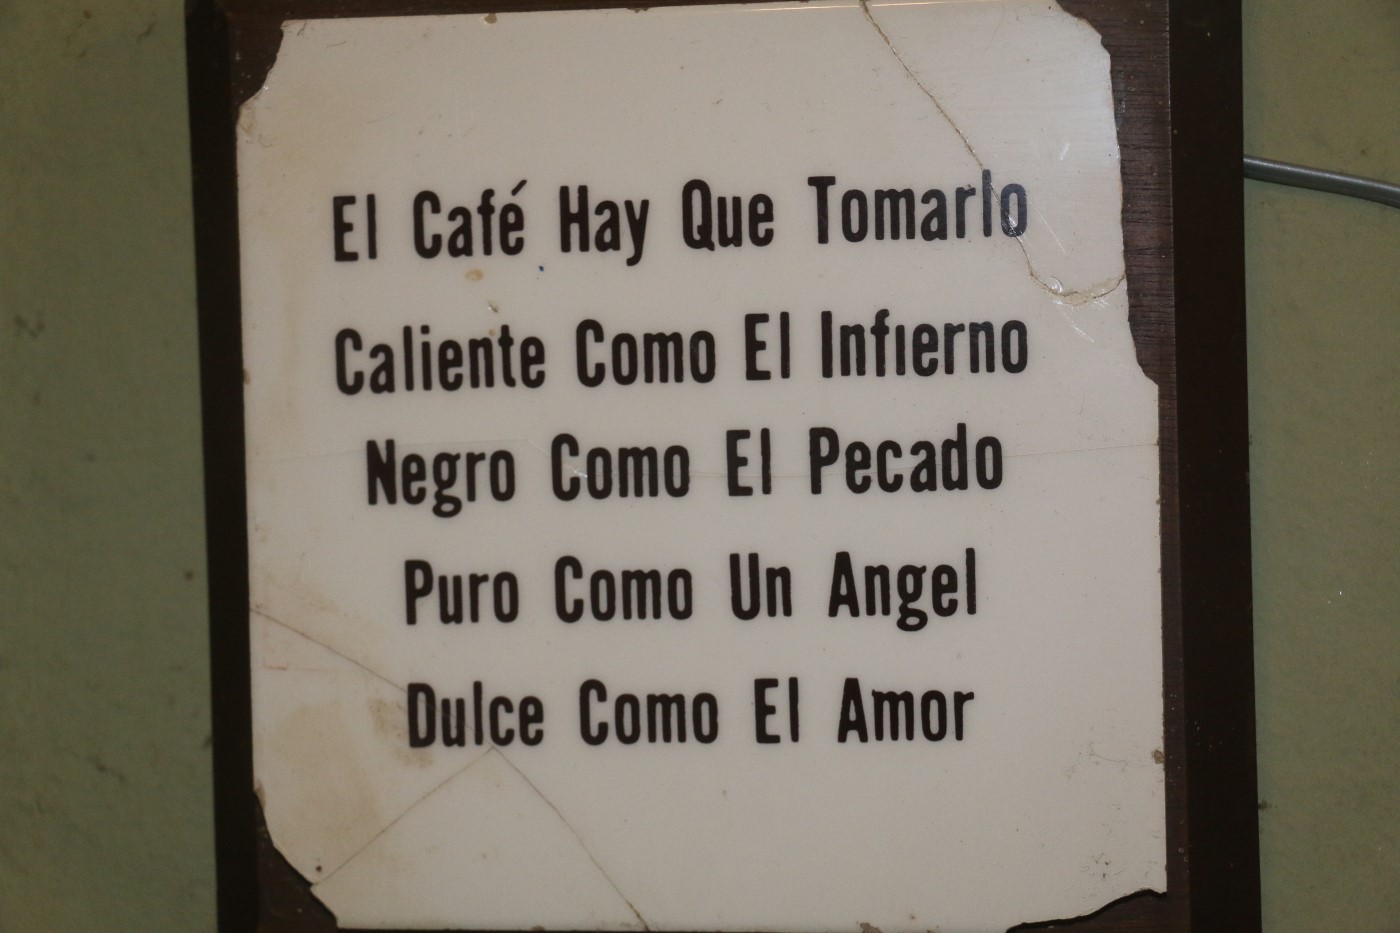 El Café Hay Que Tomarlo
Caliente Como El Infierno
Negro Como El Pecado
Puro Como Un Angel
Dulce Como El Amor